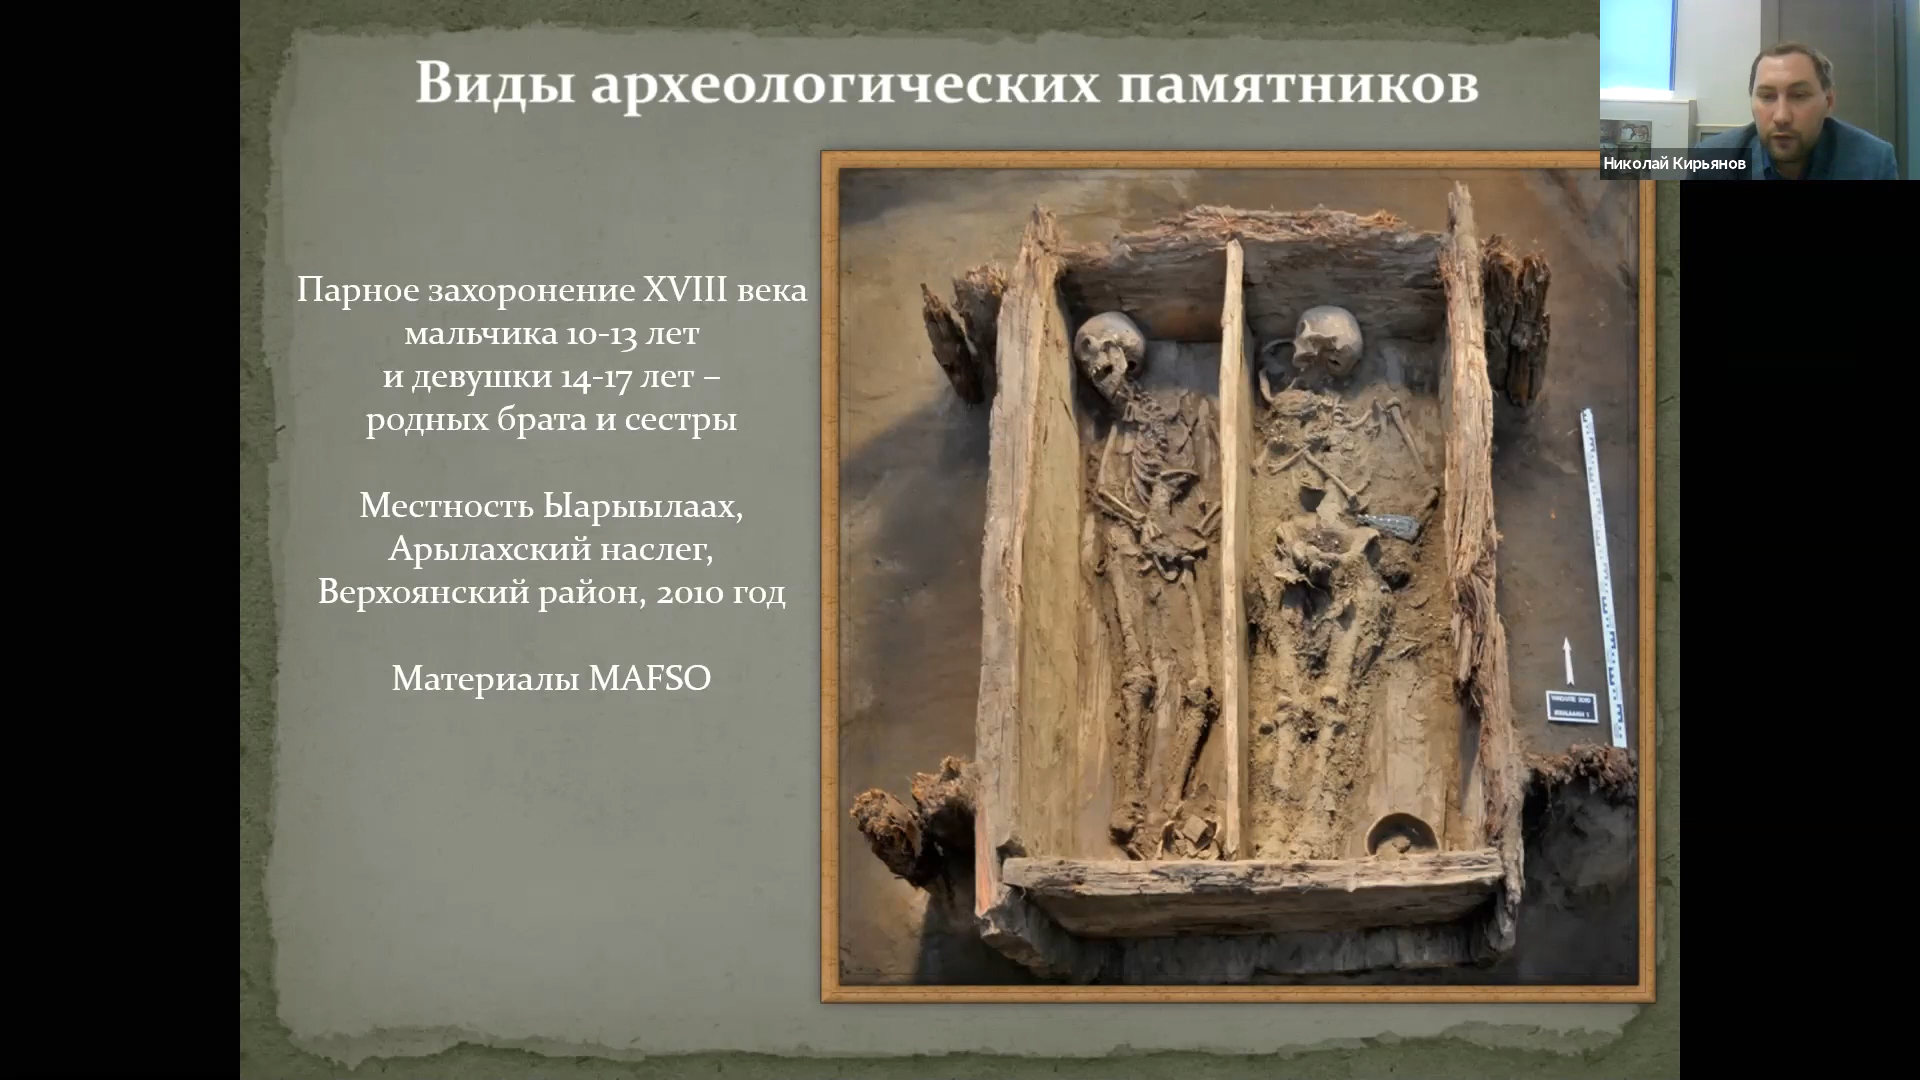 Виды археологических памятников
Николай Кирьянов
Парное захоронение XVIII века
мальчика 10-13 лет
и девушки 14-17 лет –
родных брата и сестры
Местность Ыарыылаах,
Арылахский наслег,
Верхоянский район, 2010 год
Материалы MAFSO